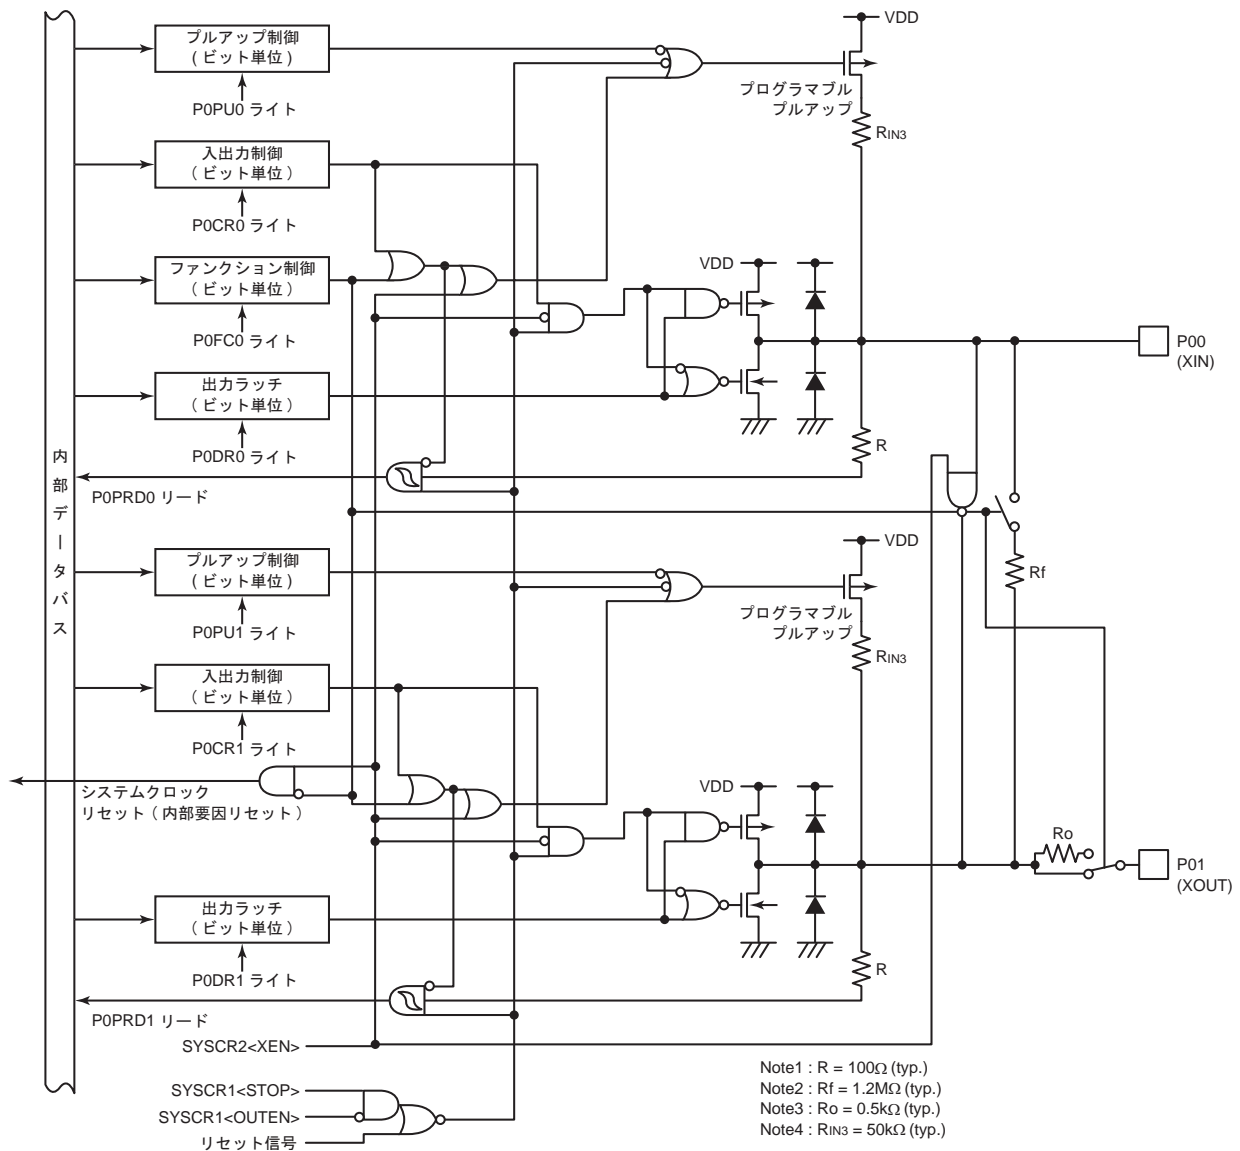 VDD
プルアップ制御
( ビット単位 )
P0PU0 ライト
プログラマブル
プルアップ
RIN3
入出力制御
( ビット単位 )
P0CR0 ライト
ファンクション制御
( ビット単位 )
P0FC0 ライト
VDD
P00
(XIN)
出力ラッチ
( ビット単位 )
P0DR0 ライト
R
P0PRD0 リード
内部データバス
VDD
プルアップ制御
( ビット単位 )
P0PU1 ライト
プログラマブル
プルアップ
Rf
RIN3
入出力制御
( ビット単位 )
P0CR1 ライト
システムクロック
リセット ( 内部要因リセット )
VDD
Ro
P01
(XOUT)
出力ラッチ
( ビット単位 )
P0DR1 ライト
R
P0PRD1 リード
SYSCR2<XEN>
SYSCR1<STOP>
SYSCR1<OUTEN>
リセット信号
Note1 : R = 100Ω (typ.)
Note2 : Rf = 1.2MΩ (typ.)
Note3 : Ro = 0.5kΩ (typ.)
Note4 : RIN3 = 50kΩ (typ.)